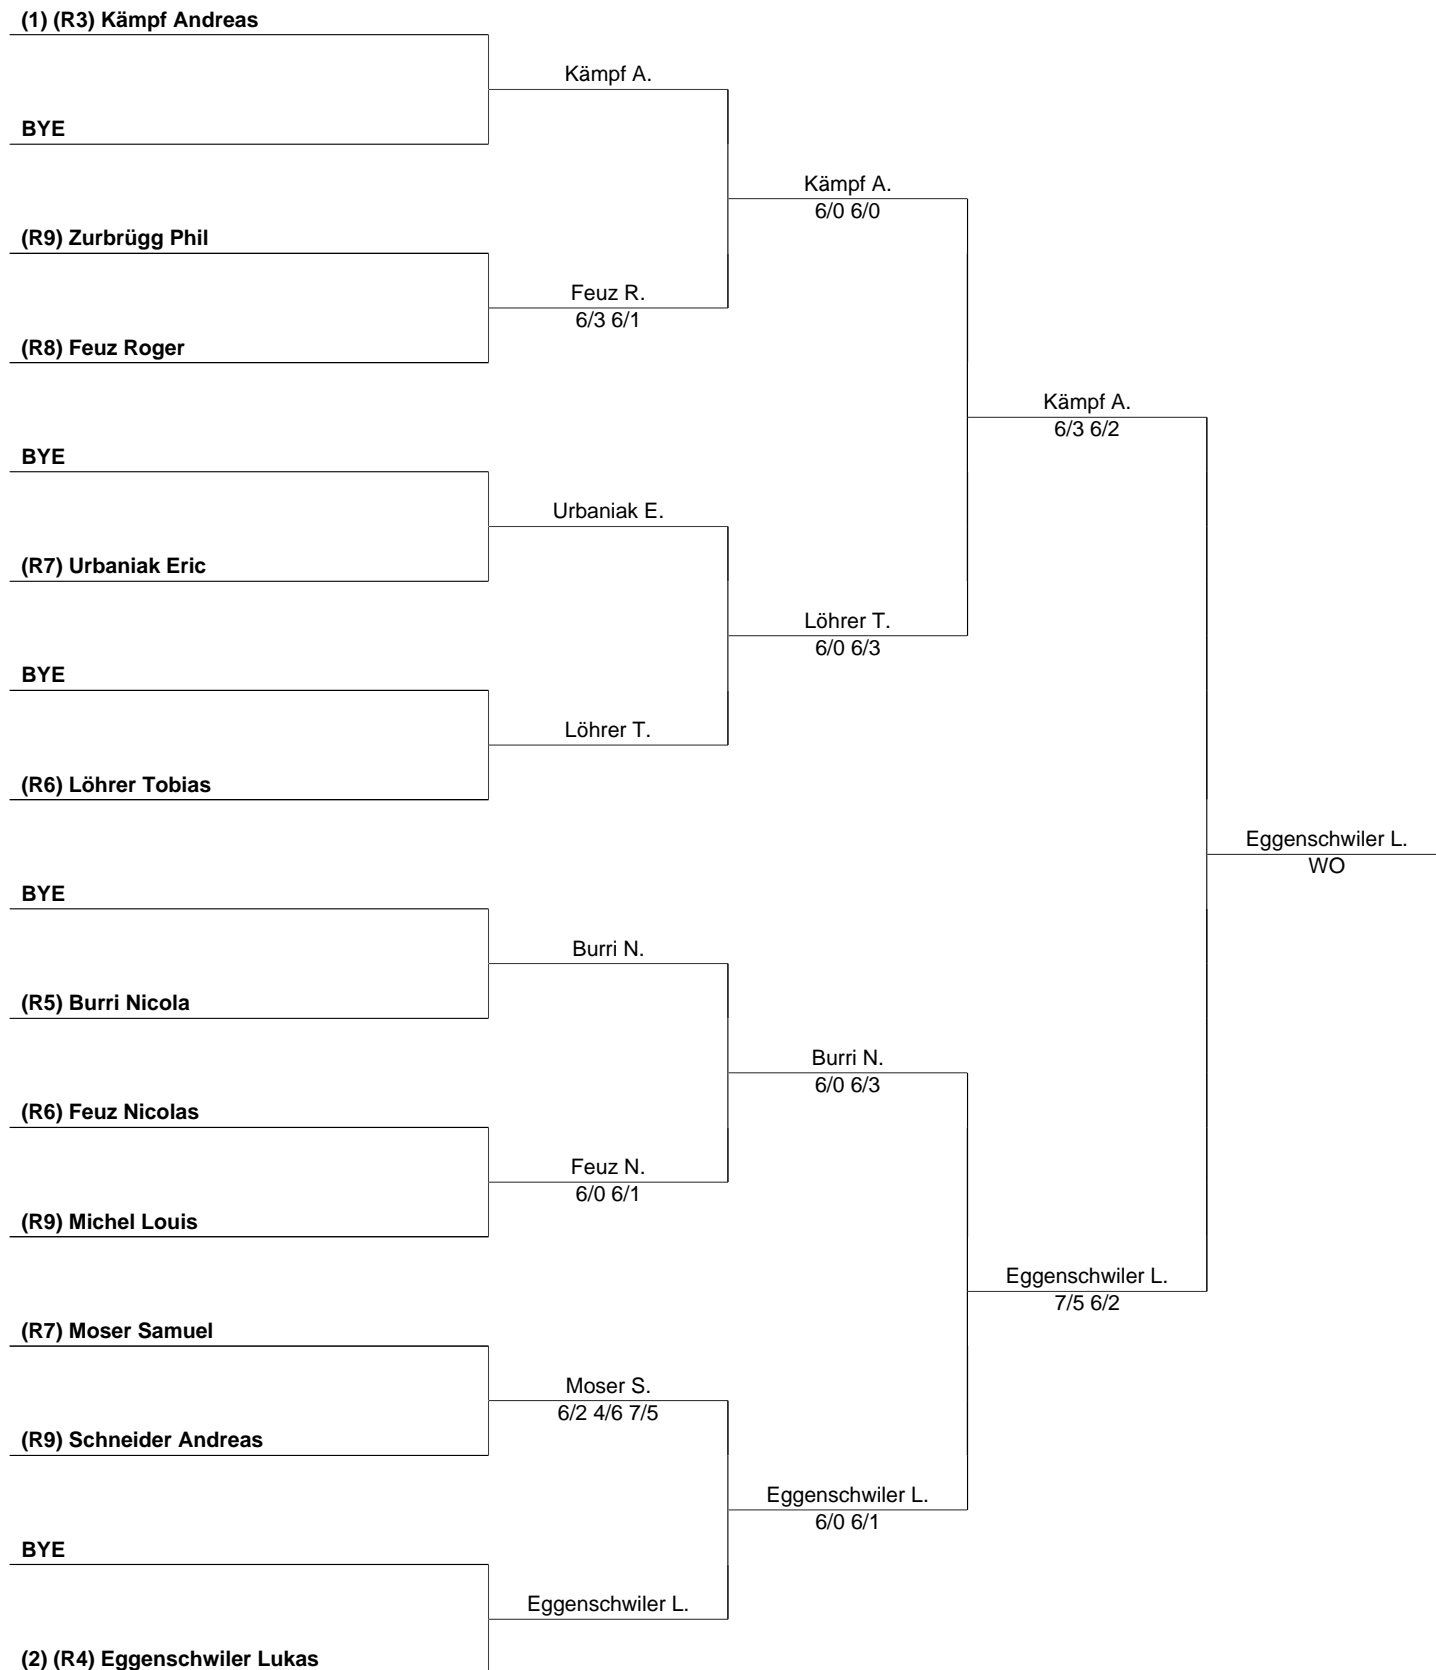 (1) (R3) Kämpf Andreas
Kämpf A.
BYE
Kämpf A.
6/0 6/0
(R9) Zurbrügg Phil
Feuz R.
6/3 6/1
(R8) Feuz Roger
Kämpf A.
6/3 6/2
BYE
Urbaniak E.
(R7) Urbaniak Eric
Löhrer T.
6/0 6/3
BYE
Löhrer T.
(R6) Löhrer Tobias
Eggenschwiler L.
WO
BYE
Burri N.
(R5) Burri Nicola
Burri N.
6/0 6/3
(R6) Feuz Nicolas
Feuz N.
6/0 6/1
(R9) Michel Louis
Eggenschwiler L.
7/5 6/2
(R7) Moser Samuel
Moser S.
6/2 4/6 7/5
(R9) Schneider Andreas
Eggenschwiler L.
6/0 6/1
BYE
Eggenschwiler L.
(2) (R4) Eggenschwiler Lukas